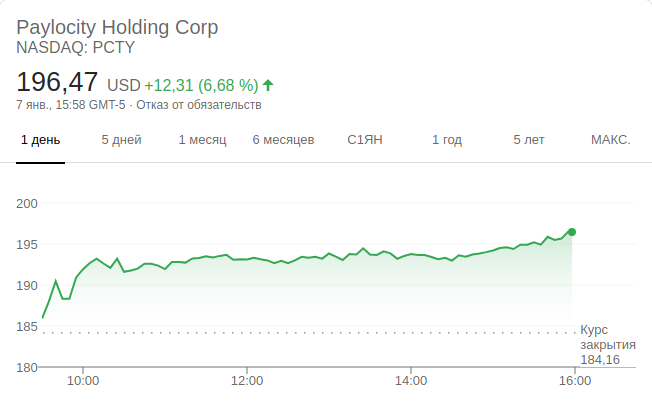 Paylocity Holding Corp
NASDAQ: PCTY
196,47 USD +12,31 (6,68 %)
7 янв., 15:58 GMT-5 · Отказ от обязательств
1 день 5 дней 1 месяц 6 месяцев С1ЯН 1 год 5 лет МАКС.
200
195
190
185
Курс
закрытия
184,16
180
10:00 12:00 14:00 16:00